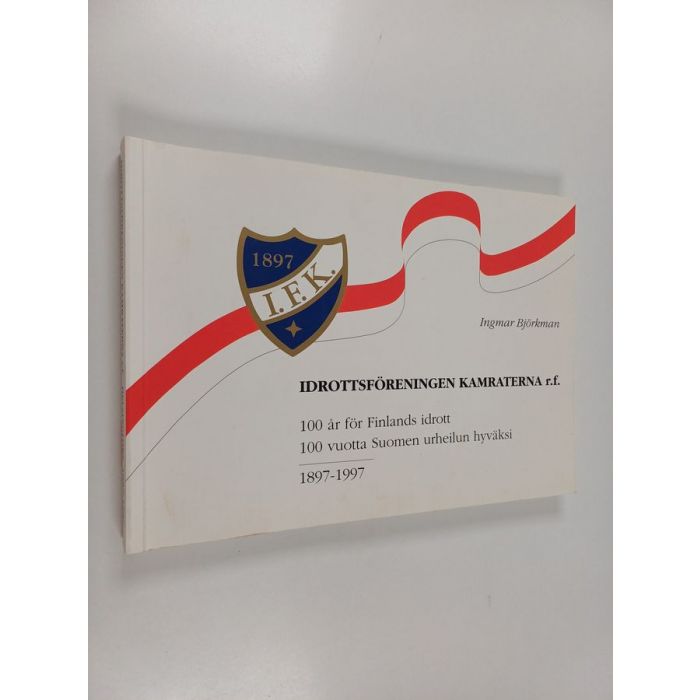 1897
I.F.K.
Ingmar Björkman
IDROTTSFÖRENINGEN KAMRATERNA r.f.
100 år för Finlands idrott
100 vuotta Suomen urheilun hyväksi
1897-1997